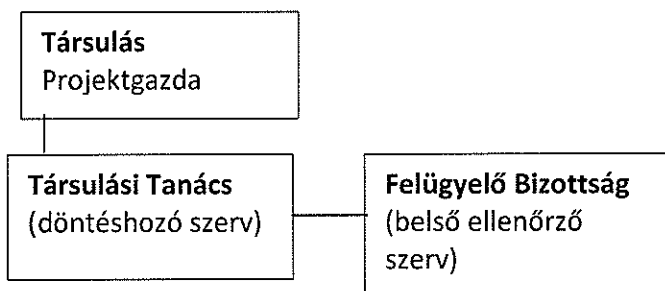 Társulás
Projektgazda
Társulási Tanács
(döntéshozó szerv)
Felügyelő Bizottság
(belső ellenőrző
szerv)